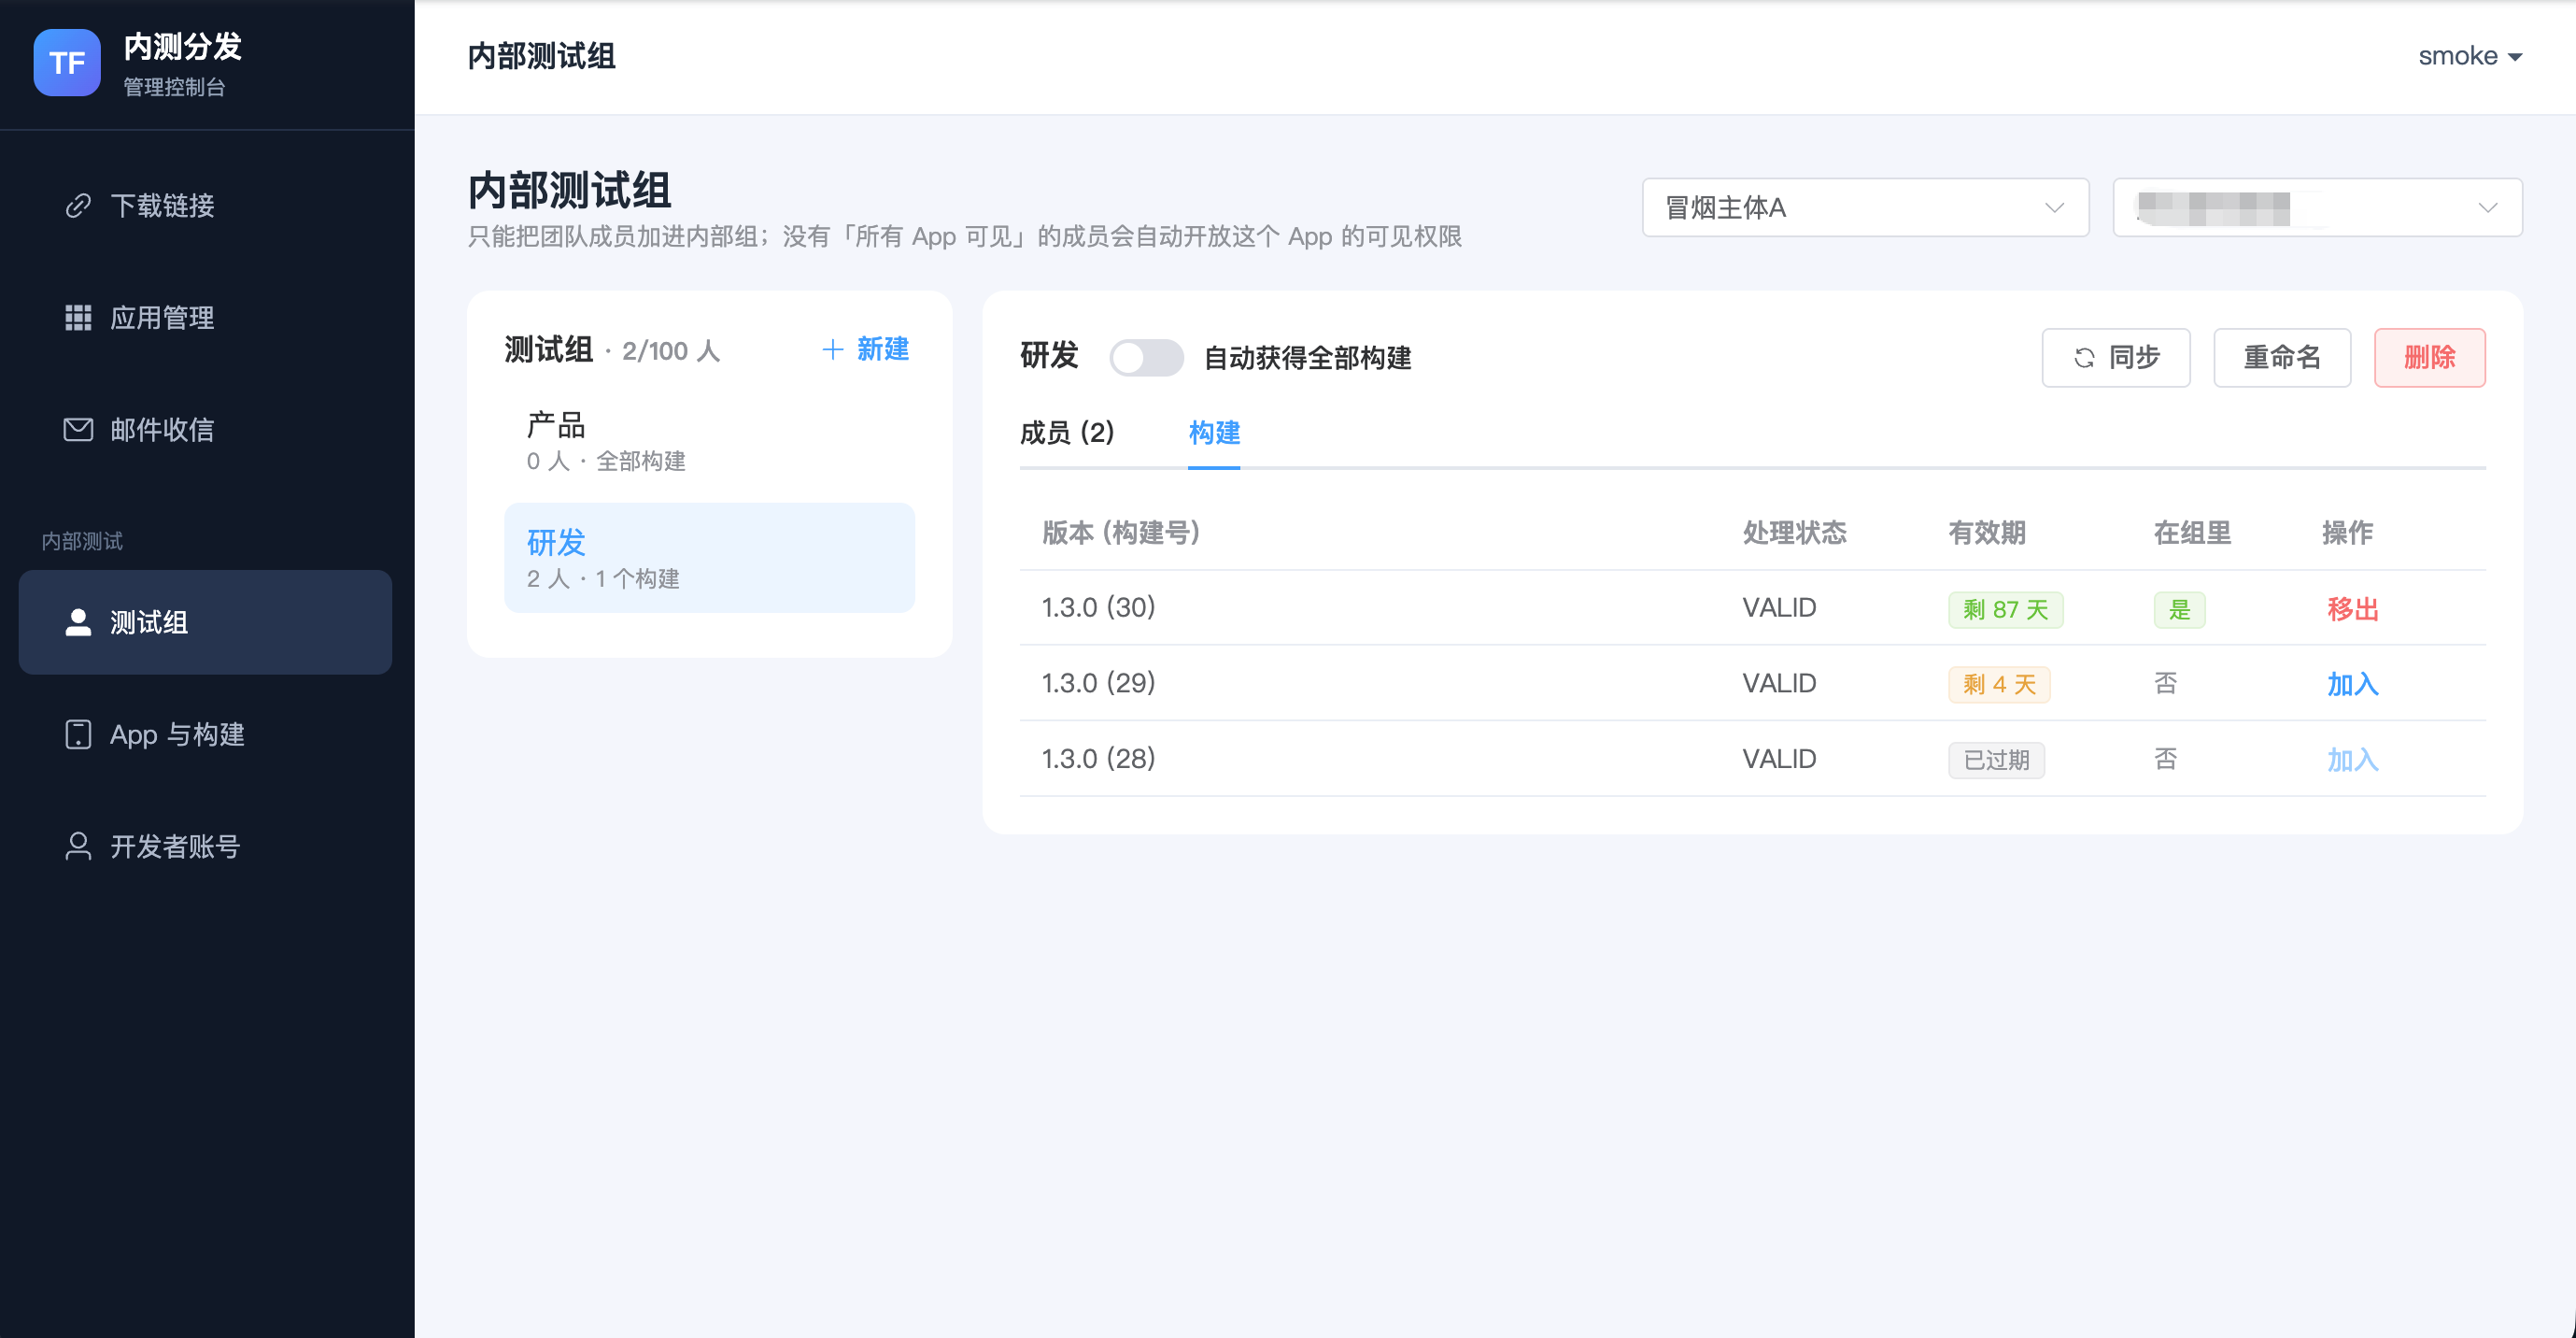 TF
内测分发
管理控制台
下载链接
应用管理
邮件收信
内部测试
测试组
App 与构建
开发者账号
内部测试组
smoke
内部测试组
只能把团队成员加进内部组；没有「所有 App 可见」的成员会自动开放这个 App 的可见权限
冒烟主体A
测试组 · 2/100 人
新建
产品
0 人 · 全部构建
研发
2 人 · 1 个构建
研发
自动获得全部构建
同步
重命名
删除
成员 (2)
构建
版本 (构建号) 处理状态 有效期 在组里 操作
1.3.0 (30) VALID 剩 87 天 是 移出
1.3.0 (29) VALID 剩 4 天 否 加入
1.3.0 (28) VALID 已过期 否 加入